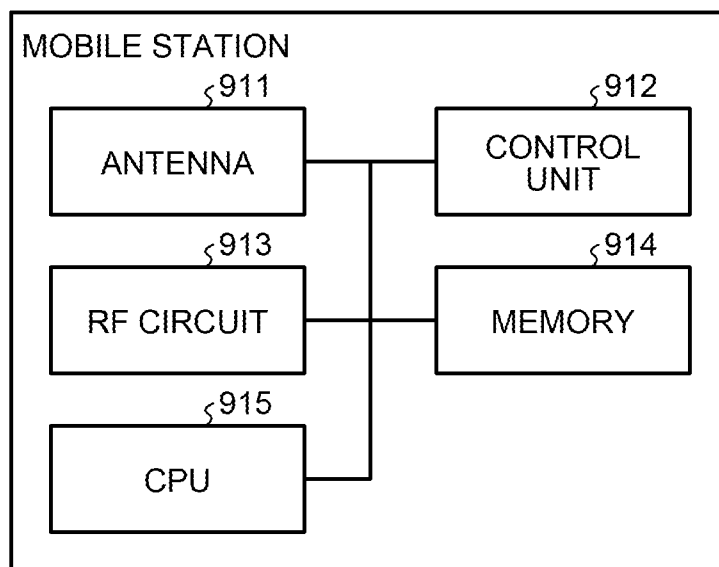 MOBILE STATION
911
ANTENNA
912
CONTROL
UNIT
913
RF CIRCUIT
914
MEMORY
915
CPU